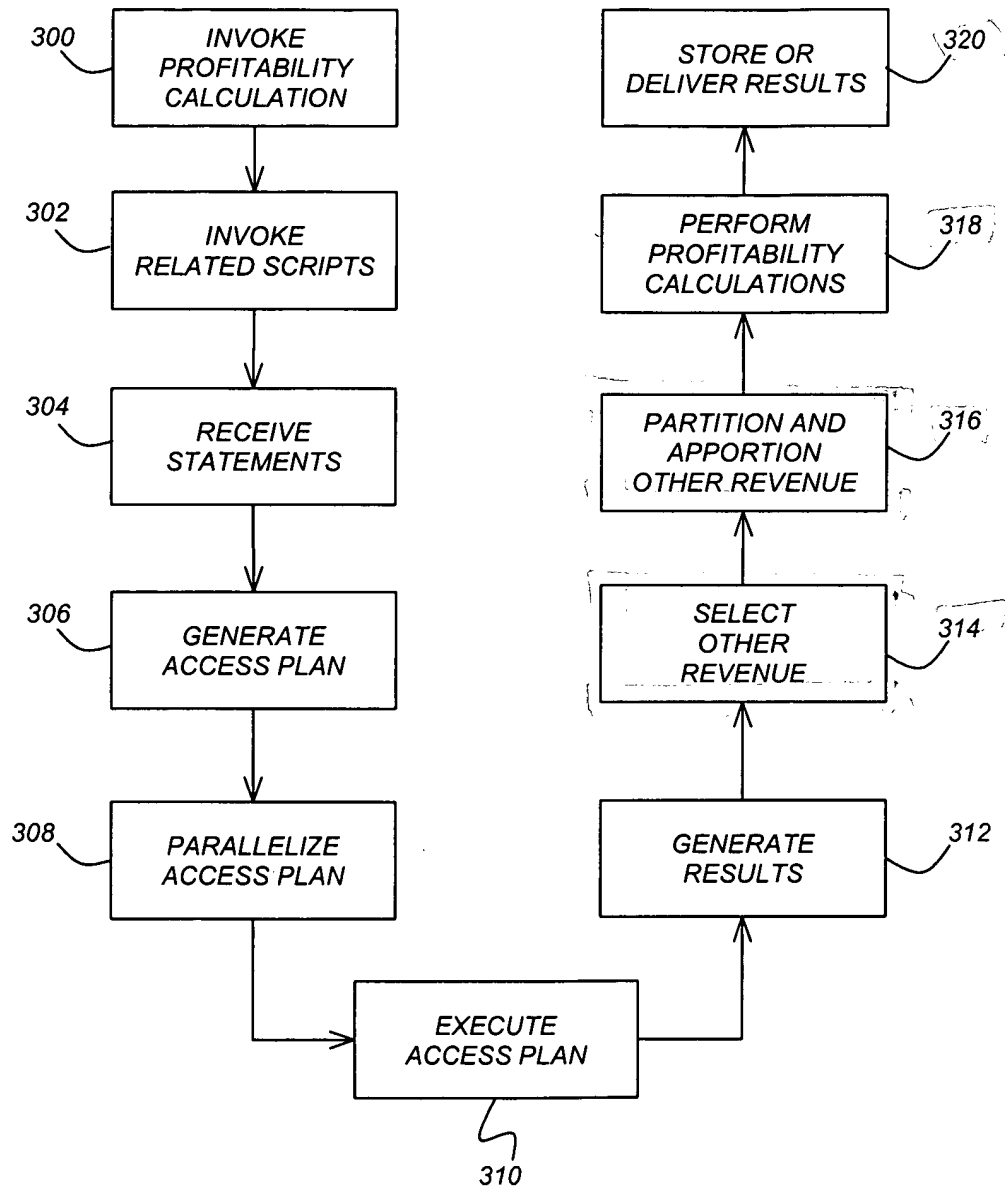 300
INVOKE
PROFITABILITY
CALCULATION
302
INVOKE
RELATED SCRIPTS
304
RECEIVE
STATEMENTS
306
GENERATE
ACCESS PLAN
308
PARALLELIZE
ACCESS PLAN
EXECUTE
ACCESS PLAN
310
GENERATE
RESULTS
312
SELECT
OTHER
REVENUE
314
PARTITION AND
APPORTION
OTHER REVENUE
316
PERFORM
PROFITABILITY
CALCULATIONS
318
STORE OR
DELIVER RESULTS
320